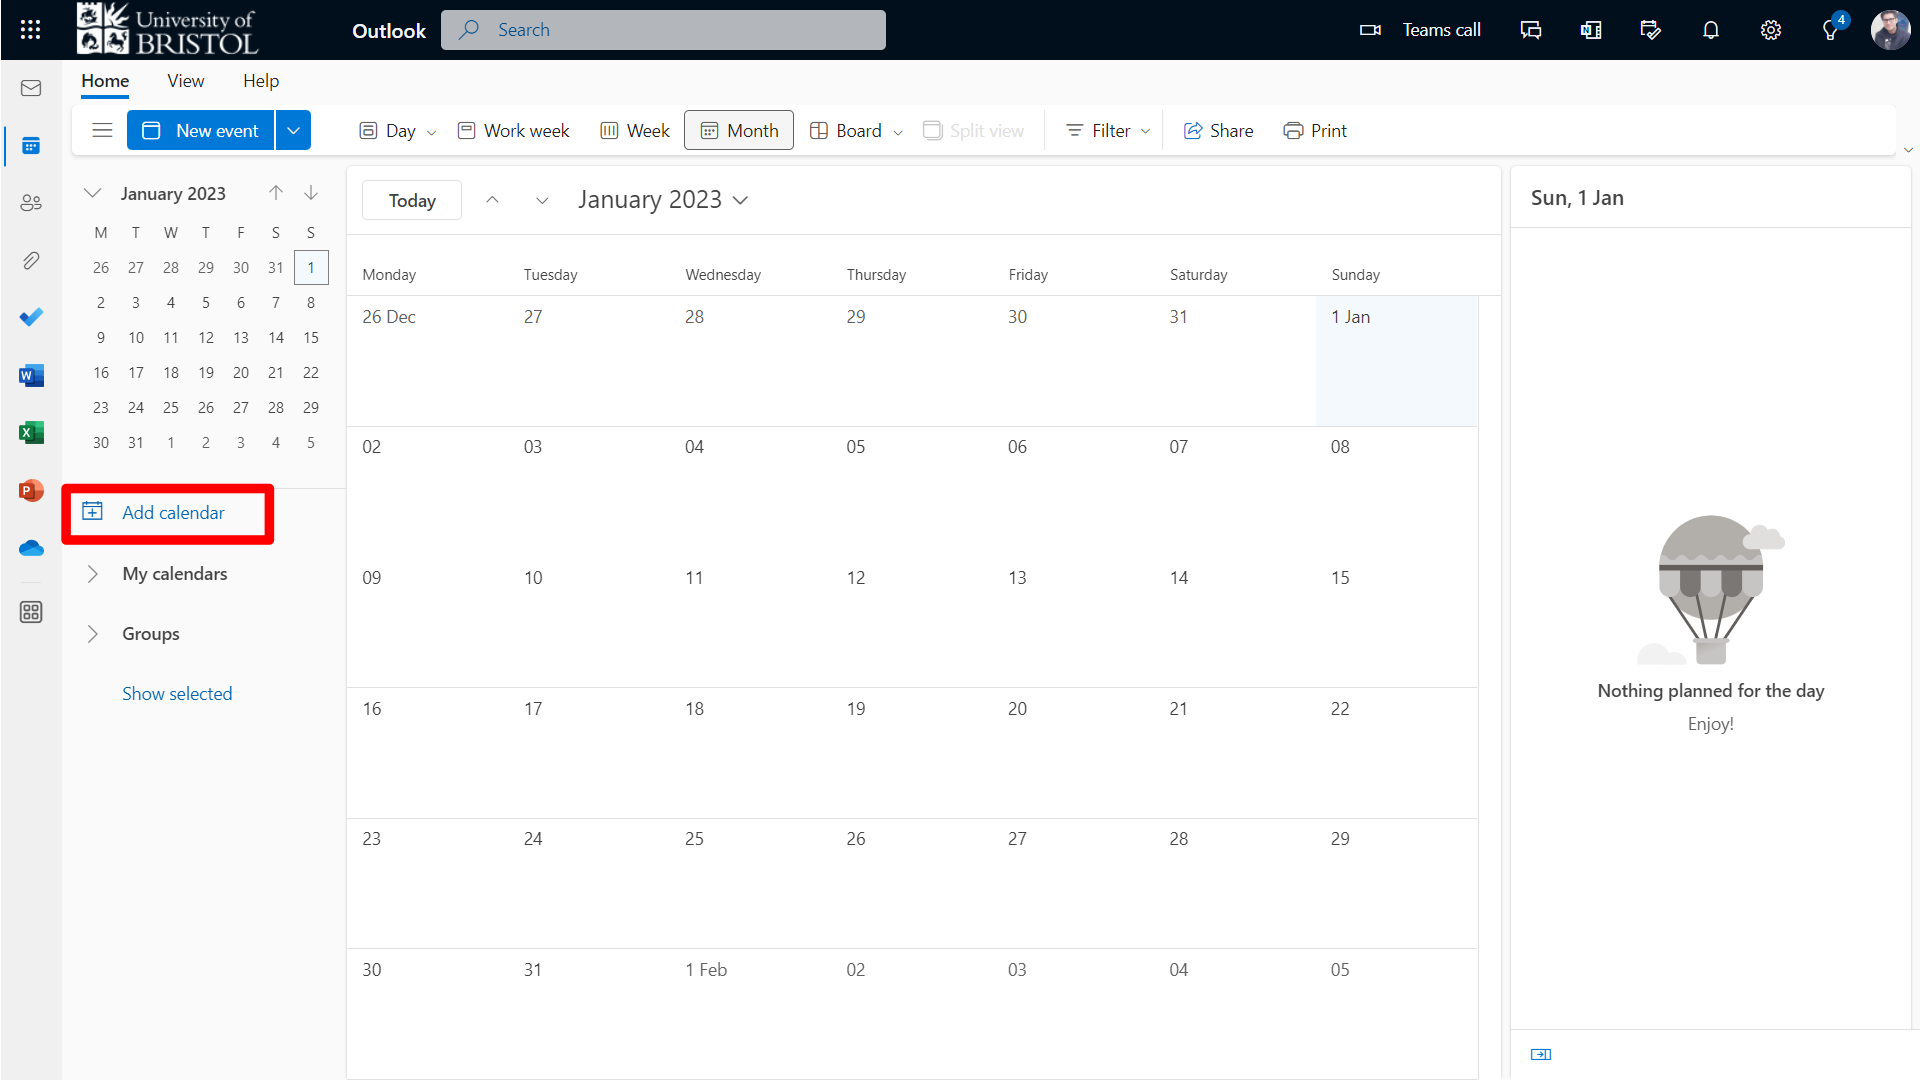 University of
BRISTOL
Outlook
Search
Teams call
4
Home View Help
New event
Day Work week Week Month Board Split view Filter Share Print
January 2023
M T W T F S S
26 27 28 29 30 31 1
2 3 4 5 6 7 8
9 10 11 12 13 14 15
16 17 18 19 20 21 22
23 24 25 26 27 28 29
30 31 1 2 3 4 5
Add calendar
My calendars
Groups
Show selected
Today January 2023
Monday Tuesday Wednesday Thursday Friday Saturday Sunday
26 Dec 27 28 29 30 31 1 Jan
02 03 04 05 06 07 08
09 10 11 12 13 14 15
16 17 18 19 20 21 22
23 24 25 26 27 28 29
30 31 1 Feb 02 03 04 05
Sun, 1 Jan
Nothing planned for the day
Enjoy!
W
X
P
N